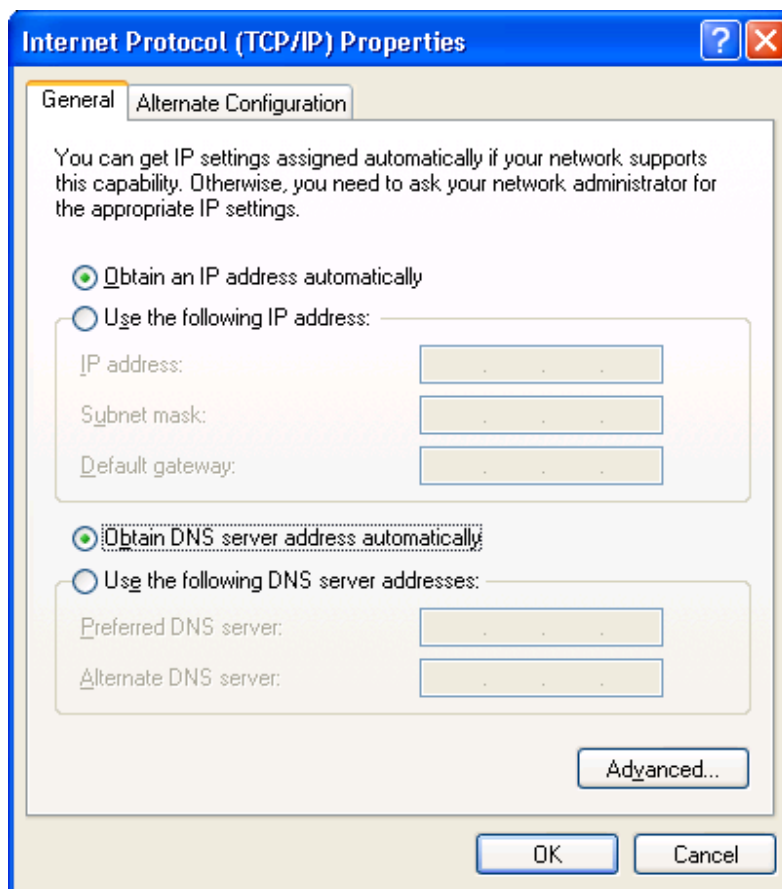 Internet Protocol (TCP/IP) Properties
General
Alternate Configuration
You can get IP settings assigned automatically if your network supports
this capability. Otherwise, you need to ask your network administrator for
the appropriate IP settings.
Obtain an IP address automatically
Use the following IP address:
IP address:
Subnet mask:
Default gateway:
Obtain DNS server address automatically
Use the following DNS server addresses:
Preferred DNS server:
Alternate DNS server:
Advanced...
OK
Cancel